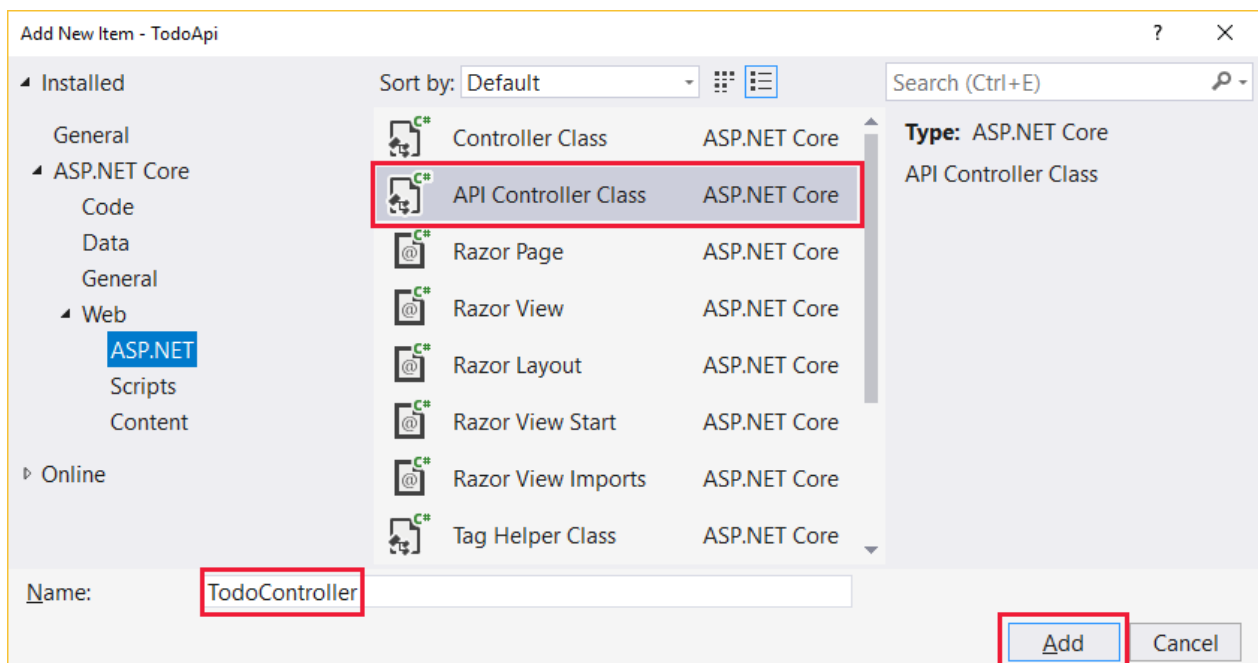 Add New Item - TodoApi ?
Installed
General
ASP.NET Core
Code
Data
General
Web
ASP.NET
Scripts
Content
Online
Sort by: Default
C# Controller Class ASP.NET Core
C# API Controller Class ASP.NET Core
C# @ Razor Page ASP.NET Core
C# @ Razor View ASP.NET Core
C# @ Razor Layout ASP.NET Core
C# @ Razor View Start ASP.NET Core
C# @ Razor View Imports ASP.NET Core
C# Tag Helper Class ASP.NET Core
Search (Ctrl+E)
Type: ASP.NET Core
API Controller Class
Name: TodoController
Add Cancel